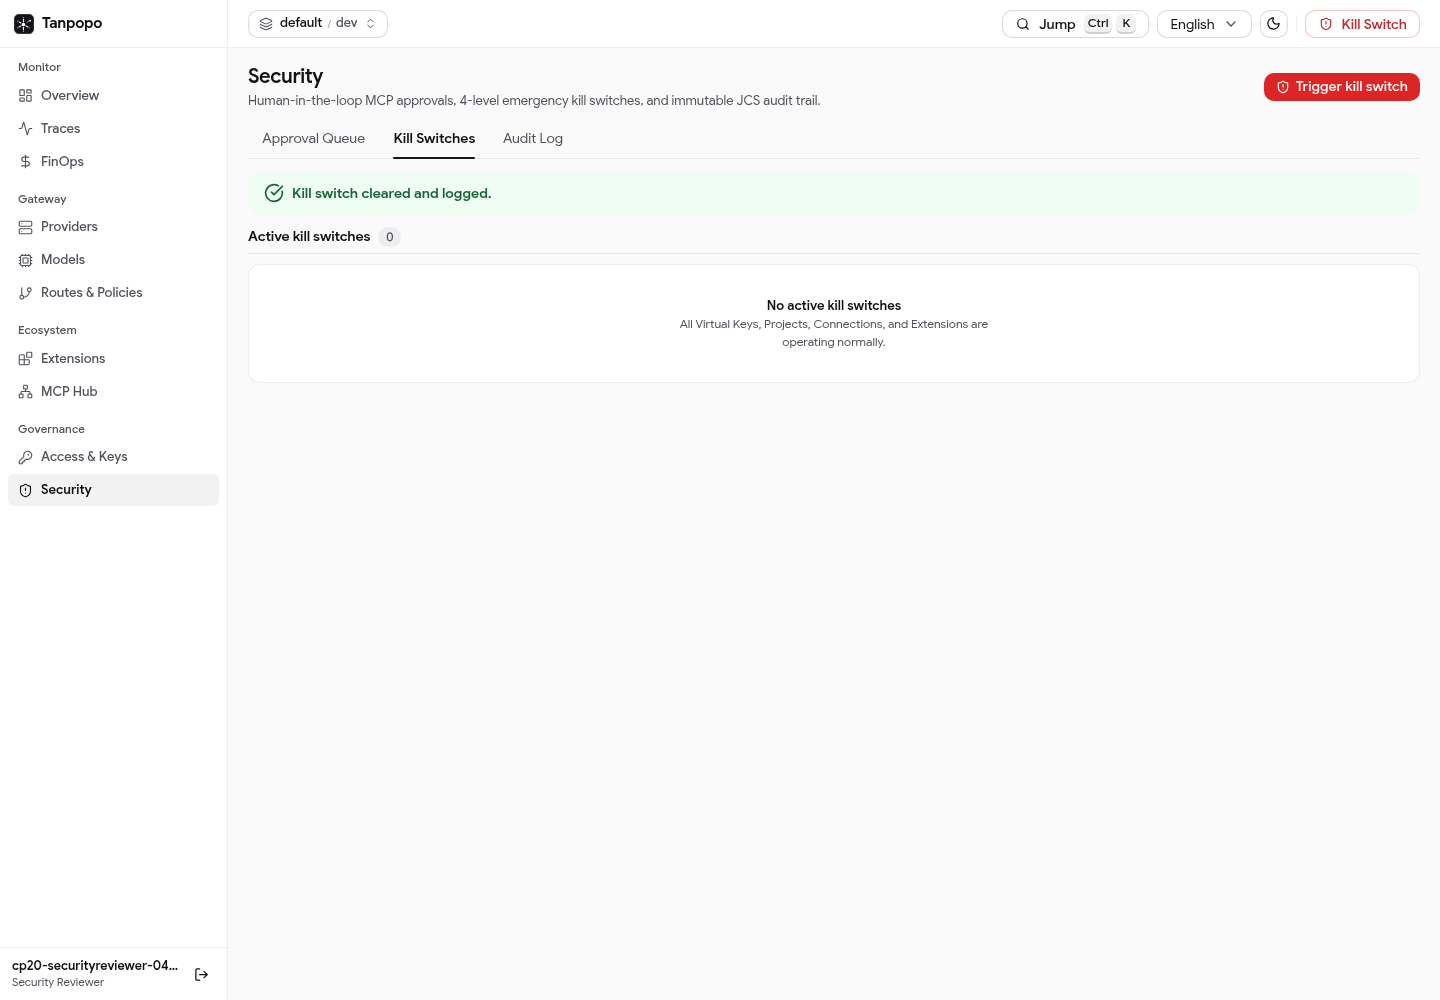 Tanpopo
default / dev
Jump Ctrl K
English
Kill Switch
Monitor
Overview
Traces
FinOps
Gateway
Providers
Models
Routes & Policies
Ecosystem
Extensions
MCP Hub
Governance
Access & Keys
Security
Security
Human-in-the-loop MCP approvals, 4-level emergency kill switches, and immutable JCS audit trail.
Trigger kill switch
Approval Queue
Kill Switches
Audit Log
Kill switch cleared and logged.
Active kill switches 0
No active kill switches
All Virtual Keys, Projects, Connections, and Extensions are
operating normally.
cp20-securityreviewer-04...
Security Reviewer